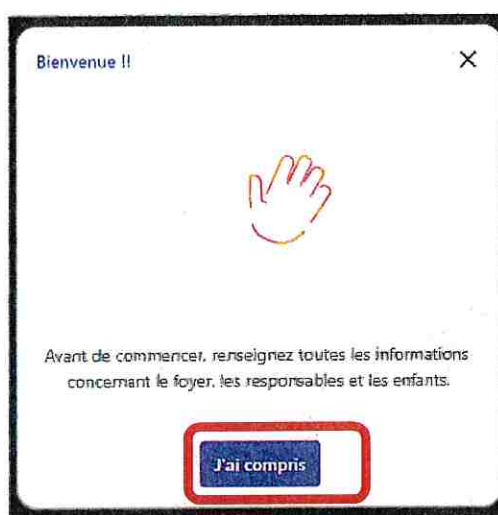 Bienvenue !!
Avant de commencer, renseignez toutes les informations
concernant le foyer, les responsables et les enfants.
J'ai compris